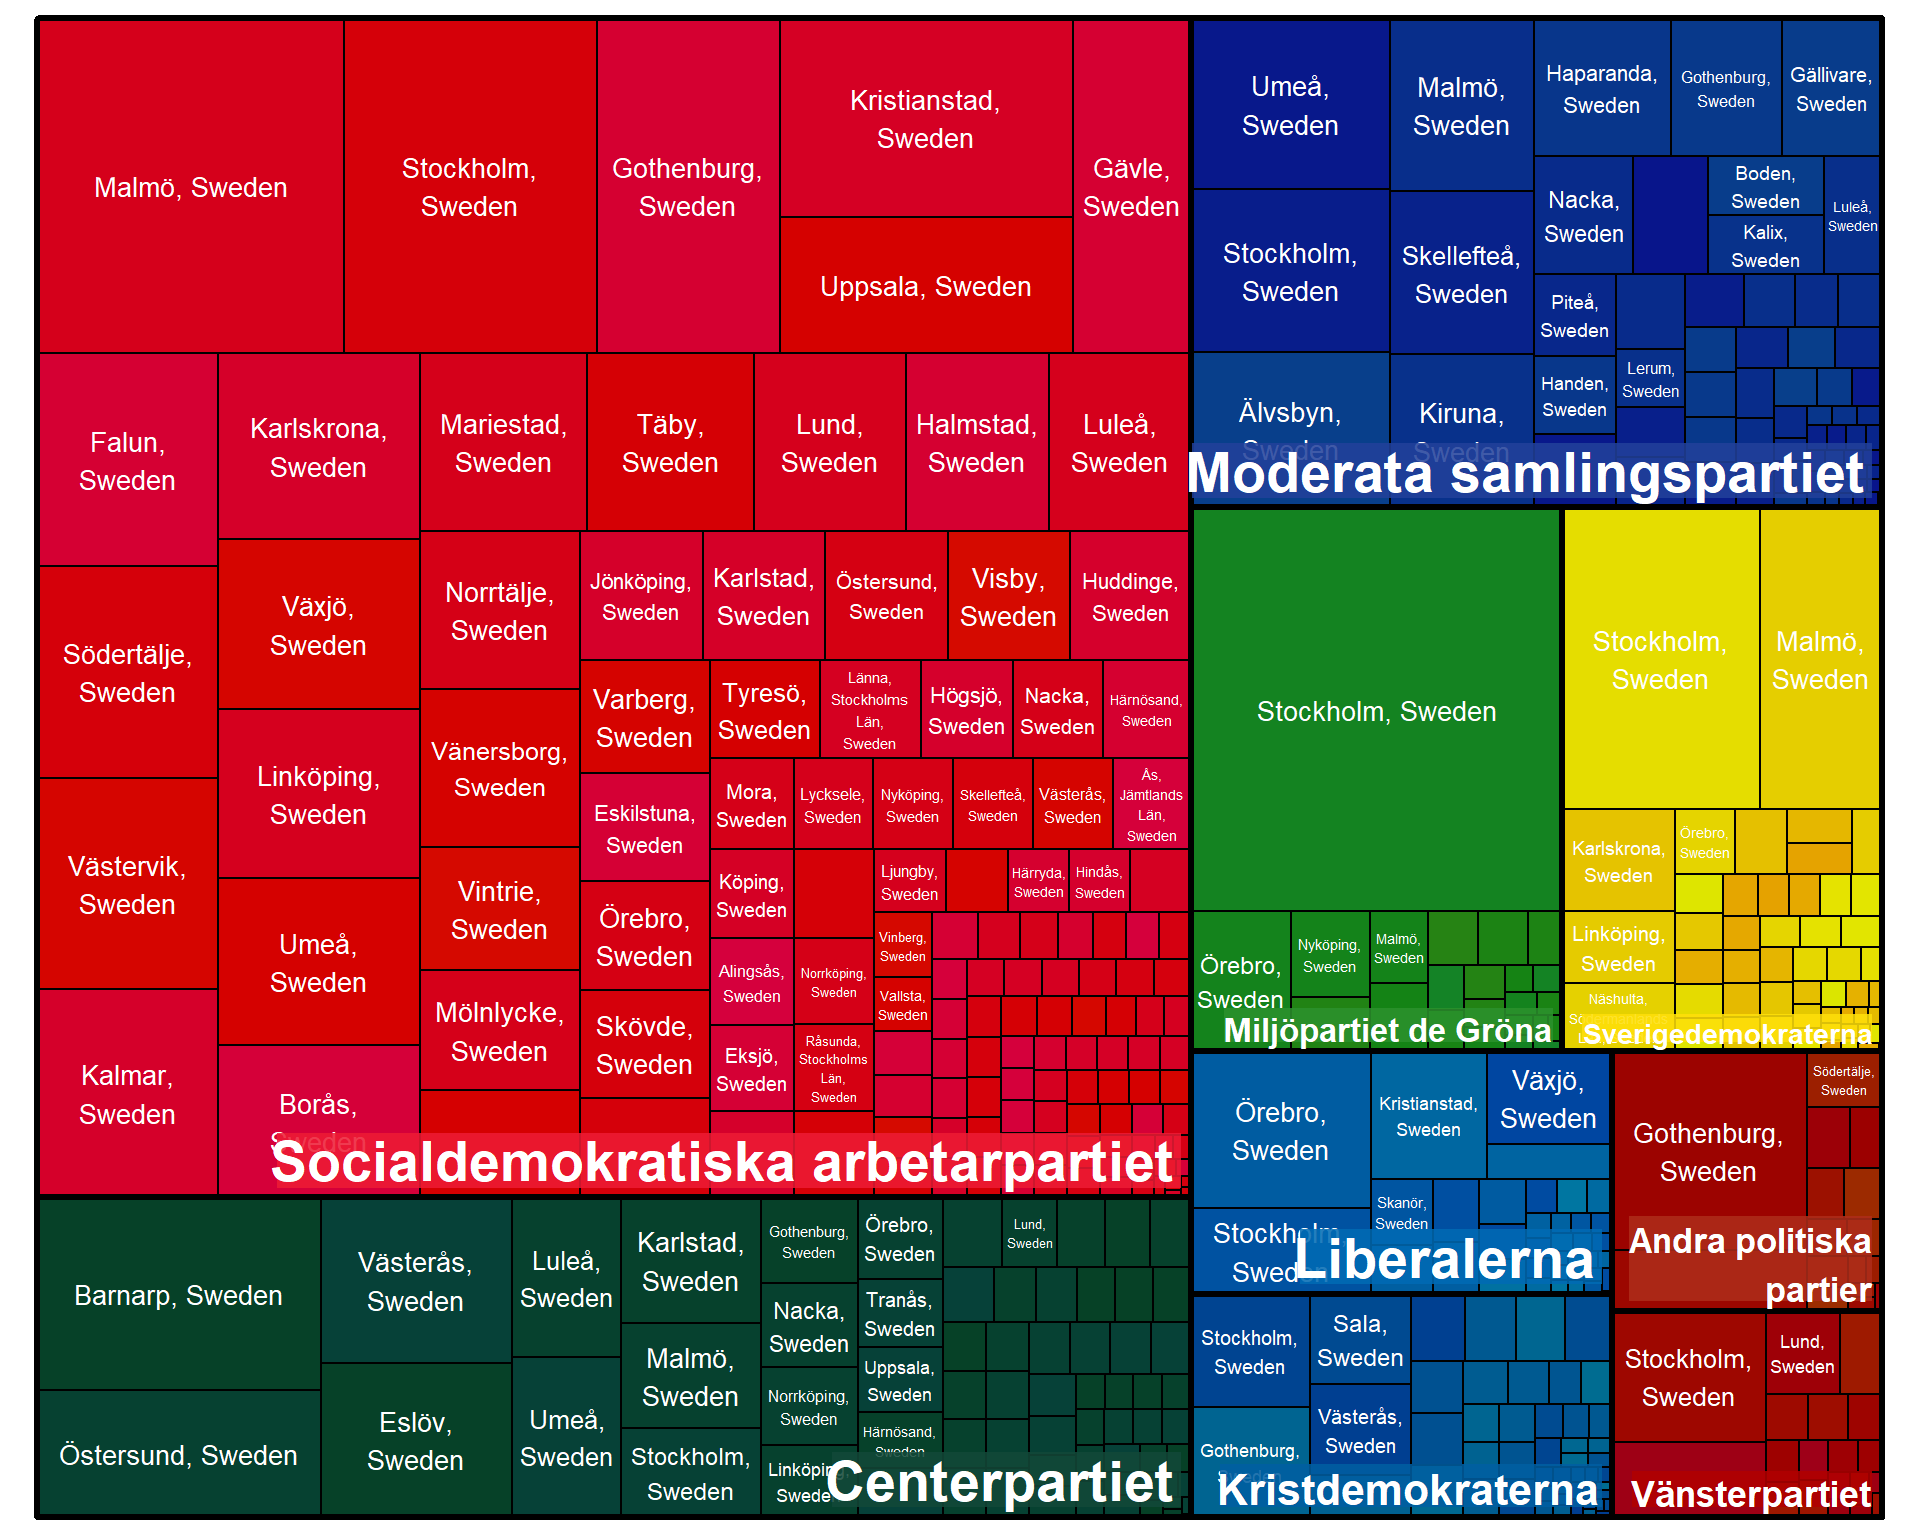 Malmö, Sweden
Stockholm,
Sweden
Gothenburg,
Sweden
Kristianstad,
Sweden
Uppsala, Sweden
Gävle,
Sweden
Falun,
Sweden
Karlskrona,
Sweden
Mariestad,
Sweden
Täby,
Sweden
Lund,
Sweden
Halmstad,
Sweden
Luleå,
Sweden
Södertälje,
Sweden
Växjö,
Sweden
Norrtälje,
Sweden
Jönköping,
Sweden
Karlstad,
Sweden
Östersund,
Sweden
Visby,
Sweden
Huddinge,
Sweden
Varberg,
Sweden
Tyresö,
Sweden
Länna,
Stockholms
Län,
Sweden
Högsjö,
Sweden
Nacka,
Sweden
Härnösand,
Sweden
Västervik,
Sweden
Linköping,
Sweden
Vänersborg,
Sweden
Eskilstuna,
Sweden
Mora,
Sweden
Lycksele,
Sweden
Nyköping,
Sweden
Skellefteå,
Sweden
Västerås,
Sweden
Ås,
Jämtlands
Län,
Sweden
Umeå,
Sweden
Vintrie,
Sweden
Örebro,
Sweden
Köping,
Sweden
Ljungby,
Sweden
Härryda,
Sweden
Hindås,
Sweden
Vinberg,
Sweden
Alingsås,
Sweden
Norrköping,
Sweden
Vallsta,
Sweden
Kalmar,
Sweden
Borås,
Sweden
Mölnlycke,
Sweden
Skövde,
Sweden
Eksjö,
Sweden
Råsunda,
Stockholms
Län,
Sweden
Socialdemokratiska arbetarpartiet
Barnarp, Sweden
Östersund, Sweden
Västerås,
Sweden
Eslöv,
Sweden
Luleå,
Sweden
Umeå,
Sweden
Karlstad,
Sweden
Malmö,
Sweden
Stockholm,
Sweden
Gothenburg,
Sweden
Nacka,
Sweden
Norrköping,
Sweden
Linköping,
Sweden
Örebro,
Sweden
Tranås,
Sweden
Uppsala,
Sweden
Härnösand,
Sweden
Lund,
Sweden
Centerpartiet
Umeå,
Sweden
Stockholm,
Sweden
Älvsbyn,
Sweden
Malmö,
Sweden
Skellefteå,
Sweden
Kiruna,
Sweden
Haparanda,
Sweden
Gothenburg,
Sweden
Gällivare,
Sweden
Nacka,
Sweden
Boden,
Sweden
Kalix,
Sweden
Luleå,
Sweden
Piteå,
Sweden
Handen,
Sweden
Lerum,
Sweden
Moderata samlingspartiet
Stockholm, Sweden
Örebro,
Sweden
Nyköping,
Sweden
Malmö,
Sweden
Miljöpartiet de Gröna
Stockholm,
Sweden
Malmö,
Sweden
Karlskrona,
Sweden
Örebro,
Sweden
Linköping,
Sweden
Näshulta,
Sverigedemokraterna
Örebro,
Sweden
Kristianstad,
Sweden
Växjö,
Sweden
Stockholm,
Sweden
Skanör,
Sweden
Liberalerna
Gothenburg,
Sweden
Södertälje,
Sweden
Andra politiska
partier
Stockholm,
Sweden
Gothenburg,
Sweden
Sala,
Sweden
Västerås,
Sweden
Kristdemokraterna
Stockholm,
Sweden
Lund,
Sweden
Vänsterpartiet